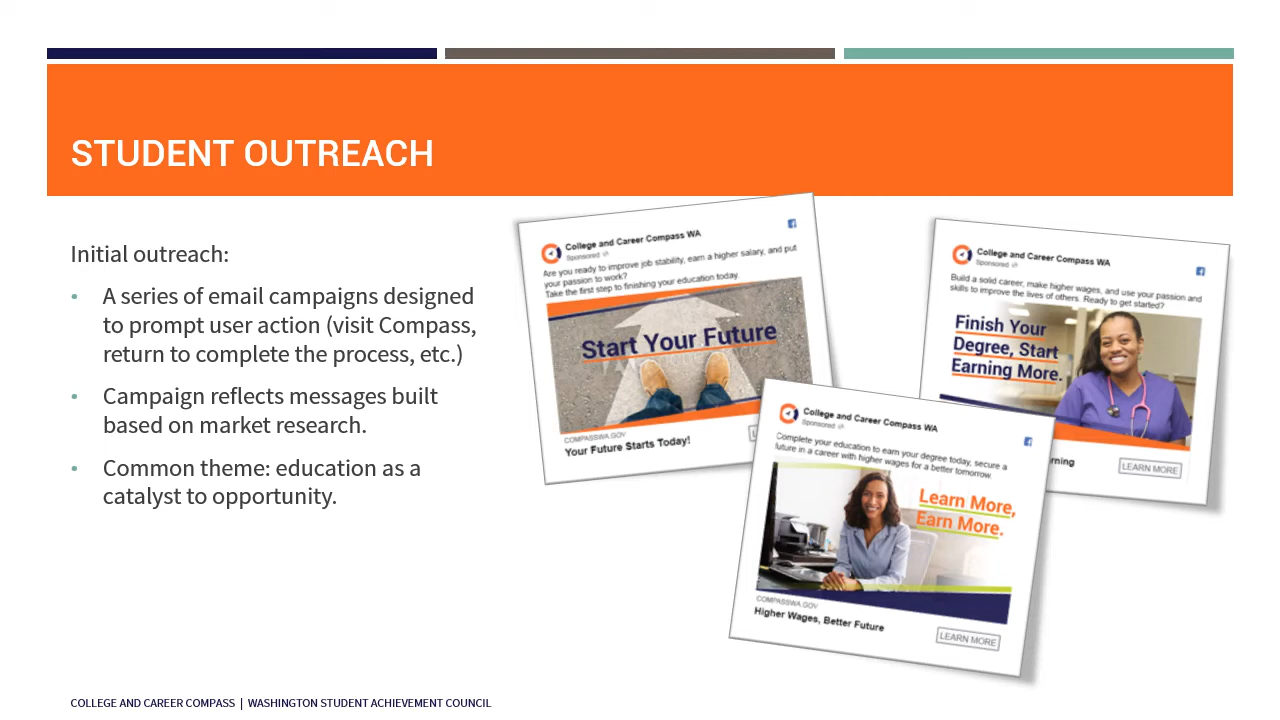 STUDENT OUTREACH
Initial outreach:
• A series of email campaigns designed
to prompt user action (visit Compass,
return to complete the process, etc.)
• Campaign reflects messages built
based on market research.
• Common theme: education as a
catalyst to opportunity.
College and Career Compass WA
Sponsored
Are you ready to improve job stability, earn a higher salary, and put
your passion to work?
Take the first step to finishing your education today.
Start Your Future
COMPASSWA.GOV
Your Future Starts Today!
College and Career Compass WA
Sponsored
Build a solid career, make higher wages, and use your passion and
skills to improve the lives of others. Ready to get started?
Finish Your
Degree, Start
Earning More.
LEARN MORE
College and Career Compass WA
Sponsored
Complete your education to earn your degree today, secure a
future in a career with higher wages for a better tomorrow.
Learn More,
Earn More.
COMPASSWA.GOV
Higher Wages, Better Future
LEARN MORE
COLLEGE AND CAREER COMPASS | WASHINGTON STUDENT ACHIEVEMENT COUNCIL